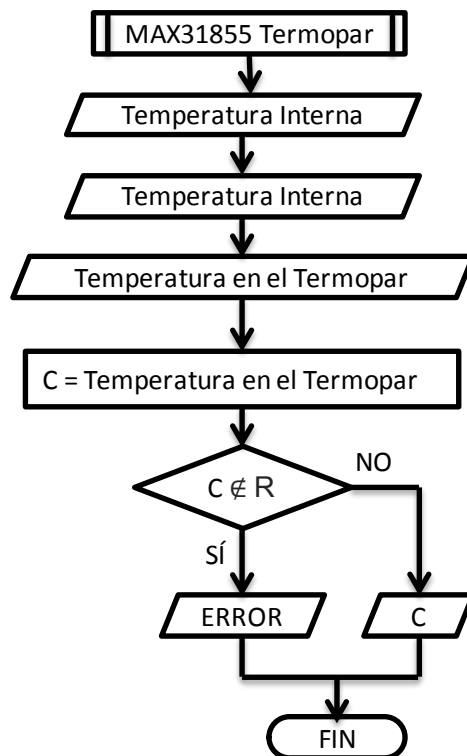 MAX31855 Termopar
Temperatura Interna
Temperatura Interna
Temperatura en el Termopar
C = Temperatura en el Termopar
C ∉ R
NO
SÍ
ERROR
C
FIN